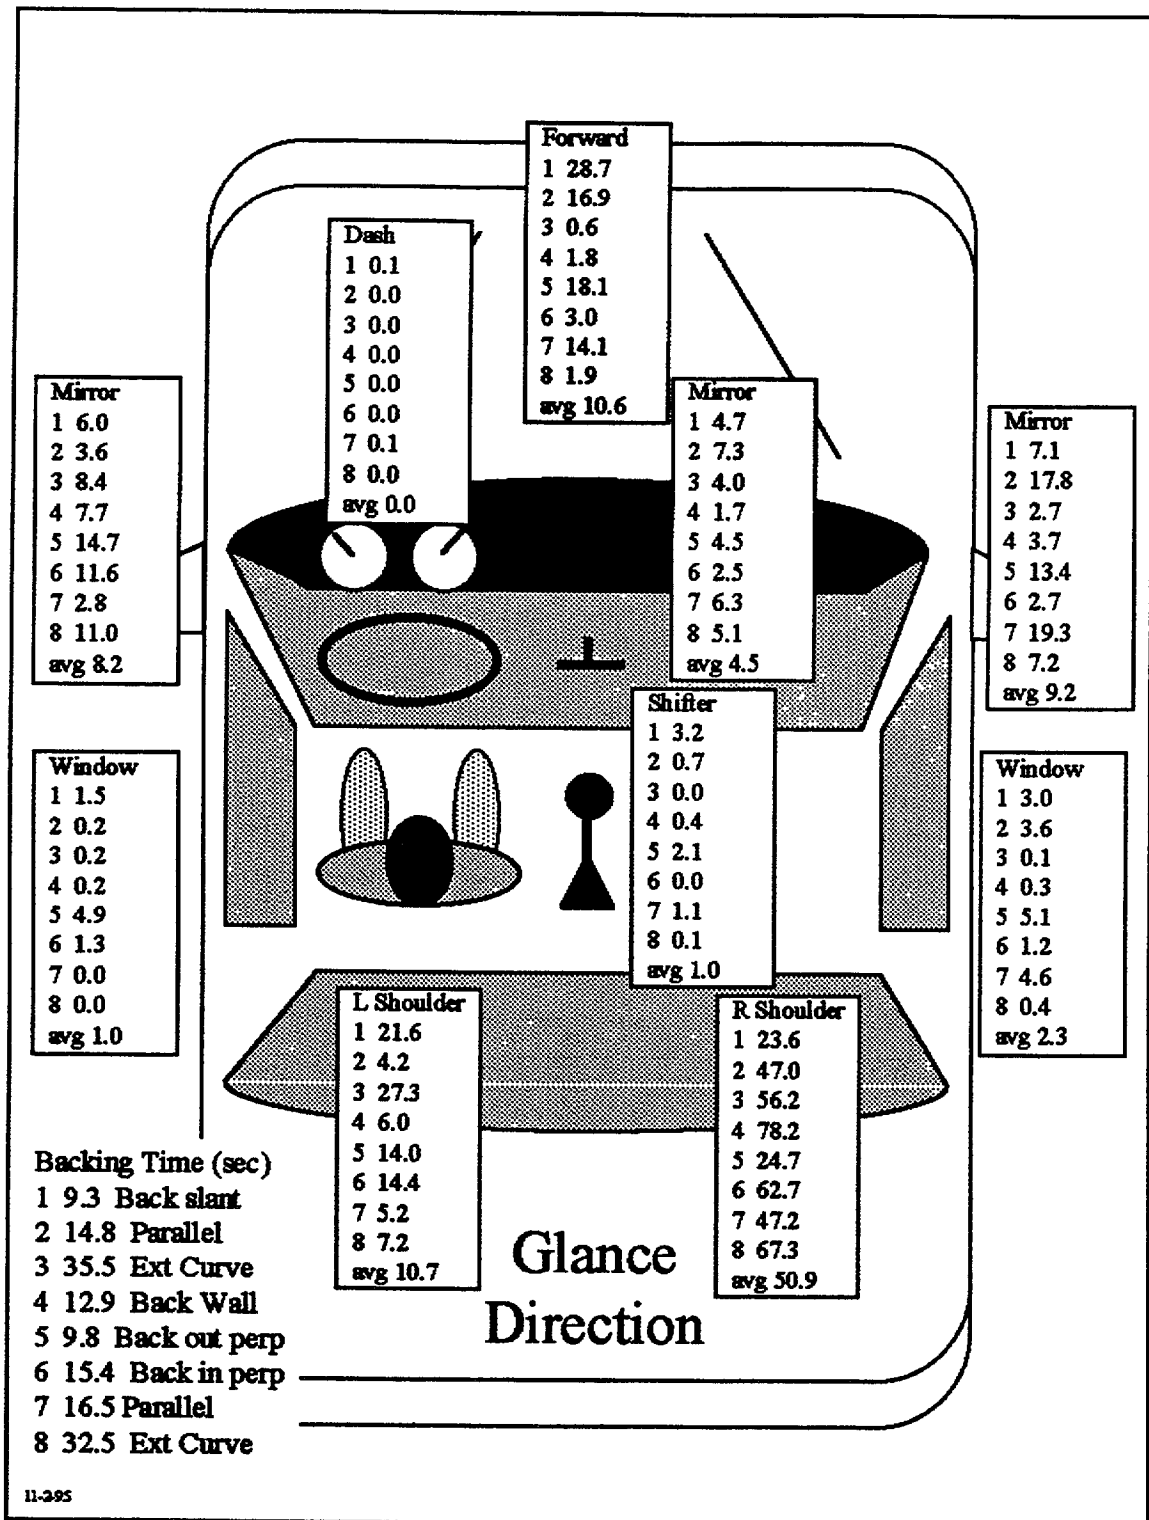 Forward
1 28.7
2 16.9
3 0.6
4 1.8
5 18.1
6 3.0
7 14.1
8 1.9
avg 10.6
Dash
1 0.1
2 0.0
3 0.0
4 0.0
5 0.0
6 0.0
7 0.1
8 0.0
avg 0.0
Mirror
1 6.0
2 3.6
3 8.4
4 7.7
5 14.7
6 11.6
7 2.8
8 11.0
avg 8.2
Mirror
1 4.7
2 7.3
3 4.0
4 1.7
5 4.5
6 2.5
7 6.3
8 5.1
avg 4.5
Mirror
1 7.1
2 17.8
3 2.7
4 3.7
5 13.4
6 2.7
7 19.3
8 7.2
avg 9.2
Shifter
1 3.2
2 0.7
3 0.0
4 0.4
5 2.1
6 0.0
7 1.1
8 0.1
avg 1.0
Window
1 1.5
2 0.2
3 0.2
4 0.2
5 4.9
6 1.3
7 0.0
8 0.0
avg 1.0
Window
1 3.0
2 3.6
3 0.1
4 0.3
5 5.1
6 1.2
7 4.6
8 0.4
avg 2.3
L Shoulder
1 21.6
2 4.2
3 27.3
4 6.0
5 14.0
6 14.4
7 5.2
8 7.2
avg 10.7
R Shoulder
1 23.6
2 47.0
3 56.2
4 78.2
5 24.7
6 62.7
7 47.2
8 67.3
avg 50.9
Backing Time (sec)
1 9.3 Back slant
2 14.8 Parallel
3 35.5 Ext Curve
4 12.9 Back Wall
5 9.8 Back out perp
6 15.4 Back in perp
7 16.5 Parallel
8 32.5 Ext Curve
Glance
Direction
11-2-95